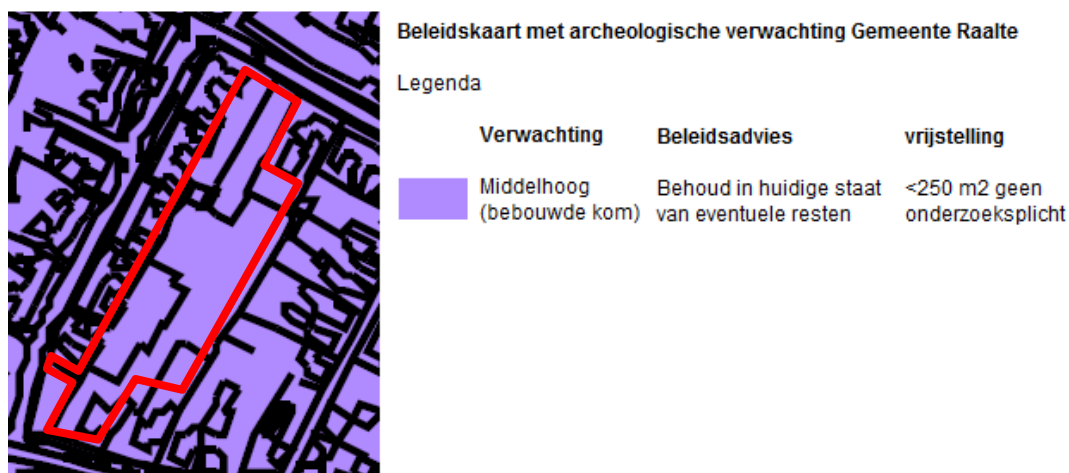 Beleidskaart met archeologische verwachting Gemeente Raalte
Legenda
Verwachting Beleidsadvies vrijstelling
Middelhoog Behoud in huidige staat <250 m2 geen
(bebouwde kom) van eventuele resten onderzoeksplicht